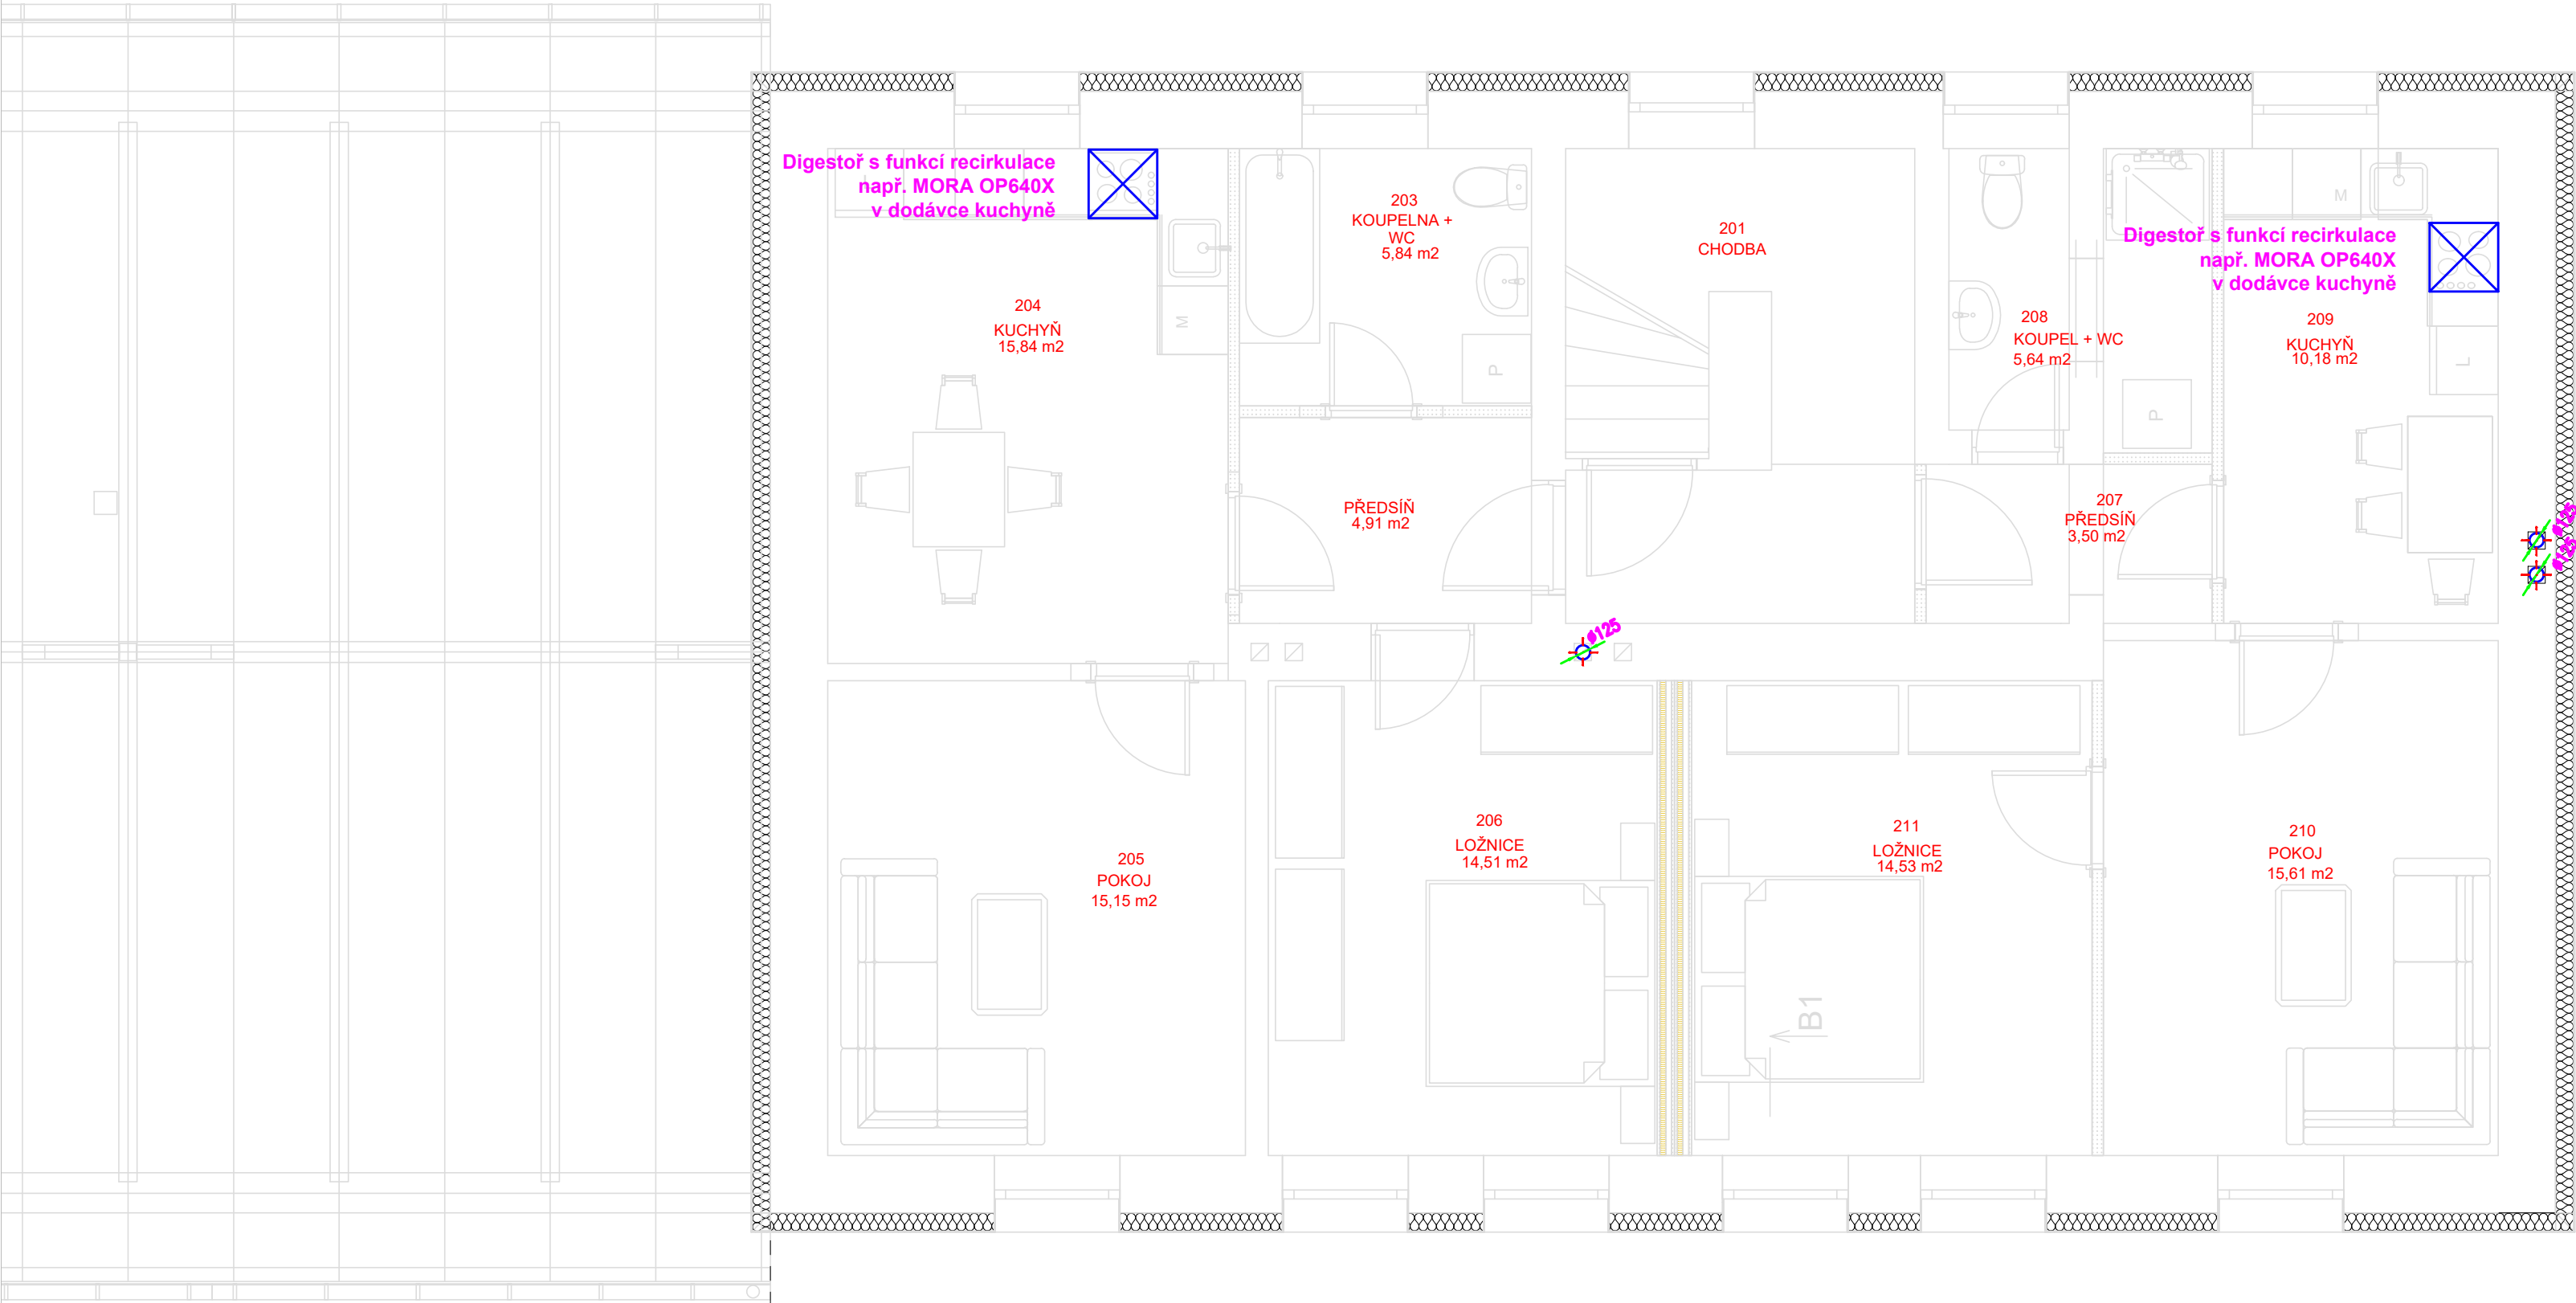 Digestoř s funkcí recirkulace
např. MORA OP640X
v dodávce kuchyně
204
KUCHYŇ
15,84 m2
M
203
KOUPELNA +
WC
5,84 m2
P
201
CHODBA
208
KOUPEL + WC
5,64 m2
P
Digestoř s funkcí recirkulace
např. MORA OP640X
v dodávce kuchyně
M
209
KUCHYŇ
10,18 m2
L
PŘEDSÍŇ
4,91 m2
207
PŘEDSÍŇ
3,50 m2
ø125
ø125
ø125
205
POKOJ
15,15 m2
206
LOŽNICE
14,51 m2
211
LOŽNICE
14,53 m2
210
POKOJ
15,61 m2
B1